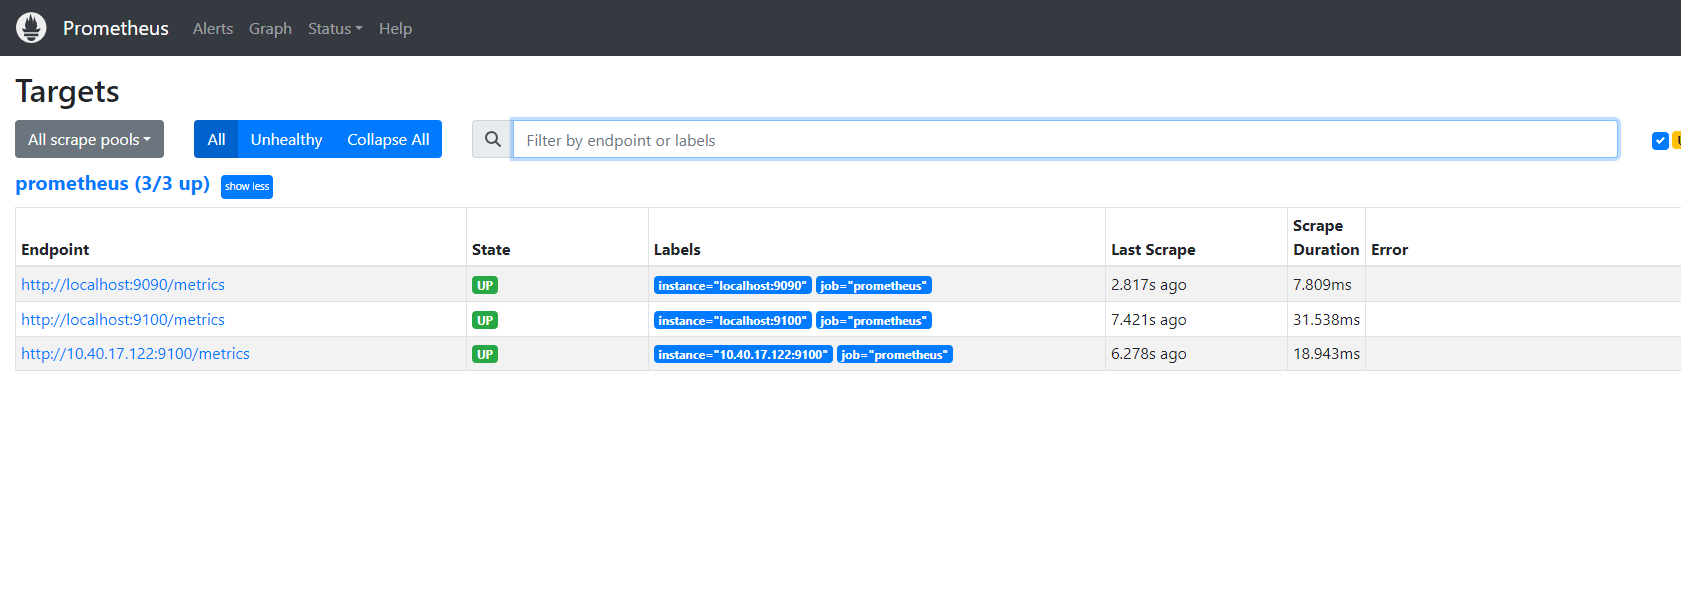 Prometheus Alerts Graph Status Help
Targets
All scrape pools All Unhealthy Collapse All Filter by endpoint or labels
prometheus (3/3 up) show less
Endpoint State Labels Last Scrape Scrape Duration Error
http://localhost:9090/metrics UP instance="localhost:9090" job="prometheus" 2.817s ago 7.809ms
http://localhost:9100/metrics UP instance="localhost:9100" job="prometheus" 7.421s ago 31.538ms
http://10.40.17.122:9100/metrics UP instance="10.40.17.122:9100" job="prometheus" 6.278s ago 18.943ms